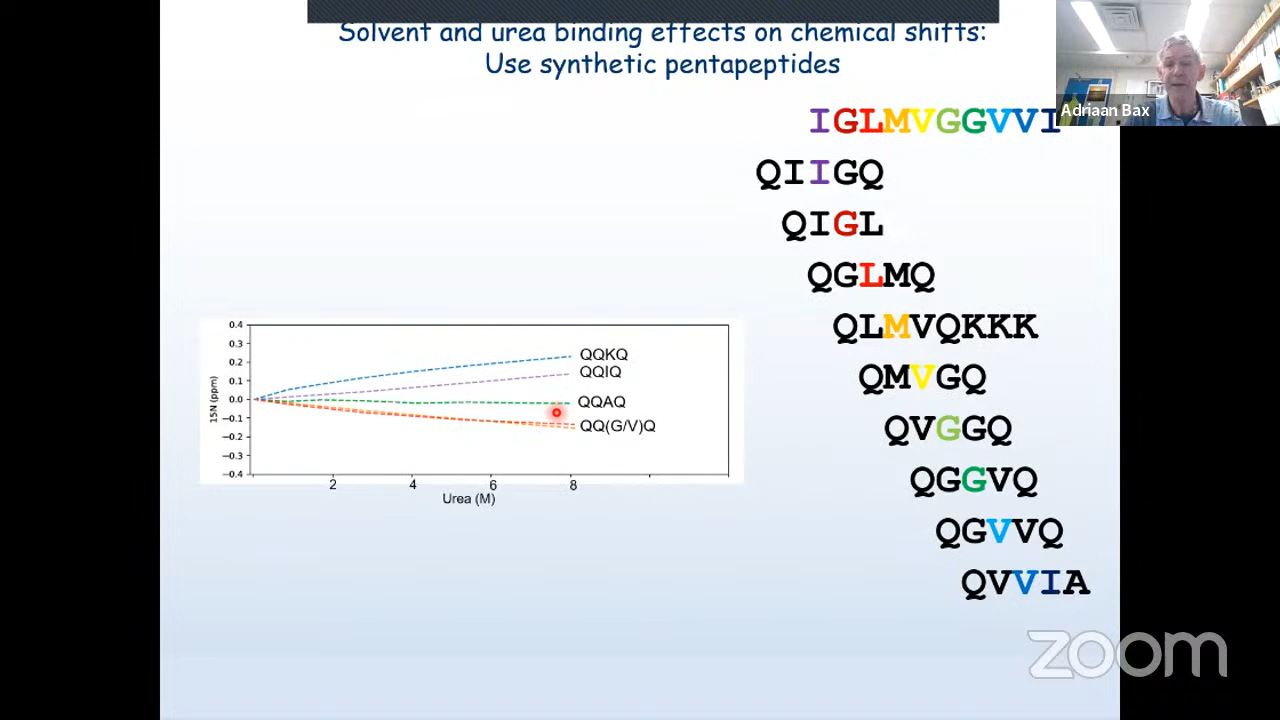 Solvent and urea binding effects on chemical shifts:
Use synthetic pentapeptides
Adriaan Bax
IGLMVGGVVI
QIIGQ
QIGL
QGLMQ
QLMVQKKK
QMVGQ
QVGGQ
QGGVQ
QGVVQ
QVVIA
0.4
0.3
0.2
0.1
0.0
−0.1
−0.2
−0.3
−0.4
15N (ppm)
QQKQ
QQIQ
QQAQ
QQ(G/V)Q
2 4 6 8
Urea (M)
zoom